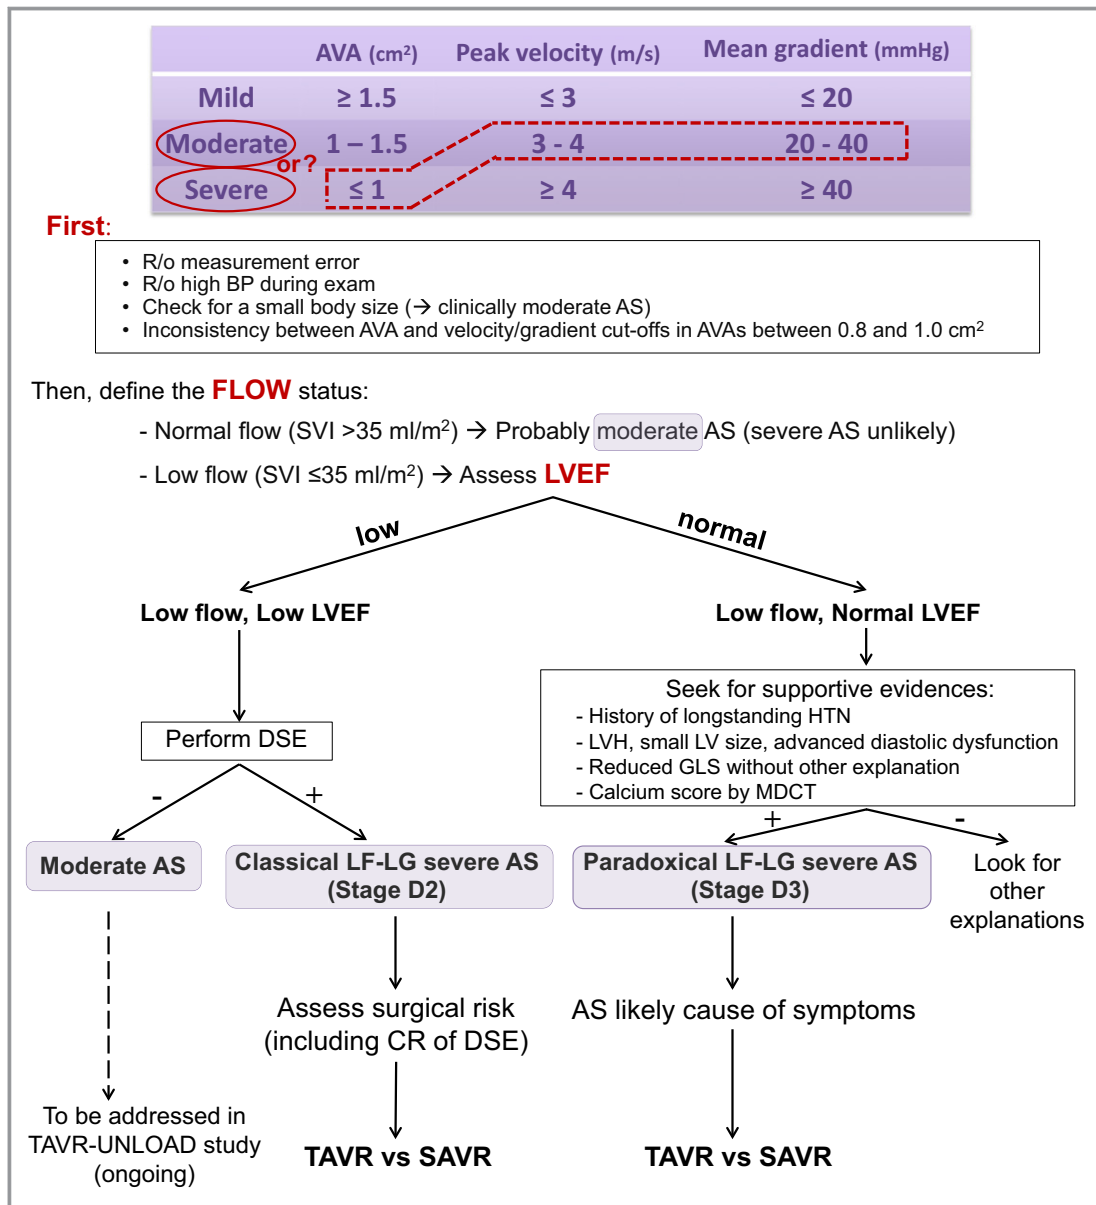 AVA (cm²) Peak velocity (m/s) Mean gradient (mmHg)
Mild ≥ 1.5 ≤ 3 ≤ 20
Moderate 1 – 1.5 3 - 4 20 - 40
or ?
Severe ≤ 1 ≥ 4 ≥ 40
First:
• R/o measurement error
• R/o high BP during exam
• Check for a small body size (→ clinically moderate AS)
• Inconsistency between AVA and velocity/gradient cut-offs in AVAs between 0.8 and 1.0 cm²
Then, define the FLOW status:
- Normal flow (SVI >35 ml/m²) → Probably moderate AS (severe AS unlikely)
- Low flow (SVI ≤35 ml/m²) → Assess LVEF
low
normal
Low flow, Low LVEF
Low flow, Normal LVEF
Perform DSE
Seek for supportive evidences:
- History of longstanding HTN
- LVH, small LV size, advanced diastolic dysfunction
- Reduced GLS without other explanation
- Calcium score by MDCT
- +
+ -
Moderate AS
Classical LF-LG severe AS
(Stage D2)
Paradoxical LF-LG severe AS
(Stage D3)
Look for
other
explanations
Assess surgical risk
(including CR of DSE)
AS likely cause of symptoms
To be addressed in
TAVR-UNLOAD study
(ongoing)
TAVR vs SAVR
TAVR vs SAVR